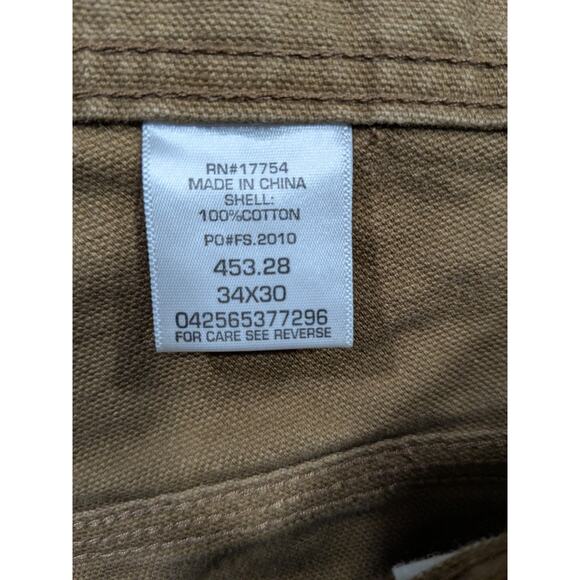 RN#17754
MADE IN CHINA
SHELL:
100%COTTON
PO#FS.2010
453.28
34X30
042565377296
FOR CARE SEE REVERSE